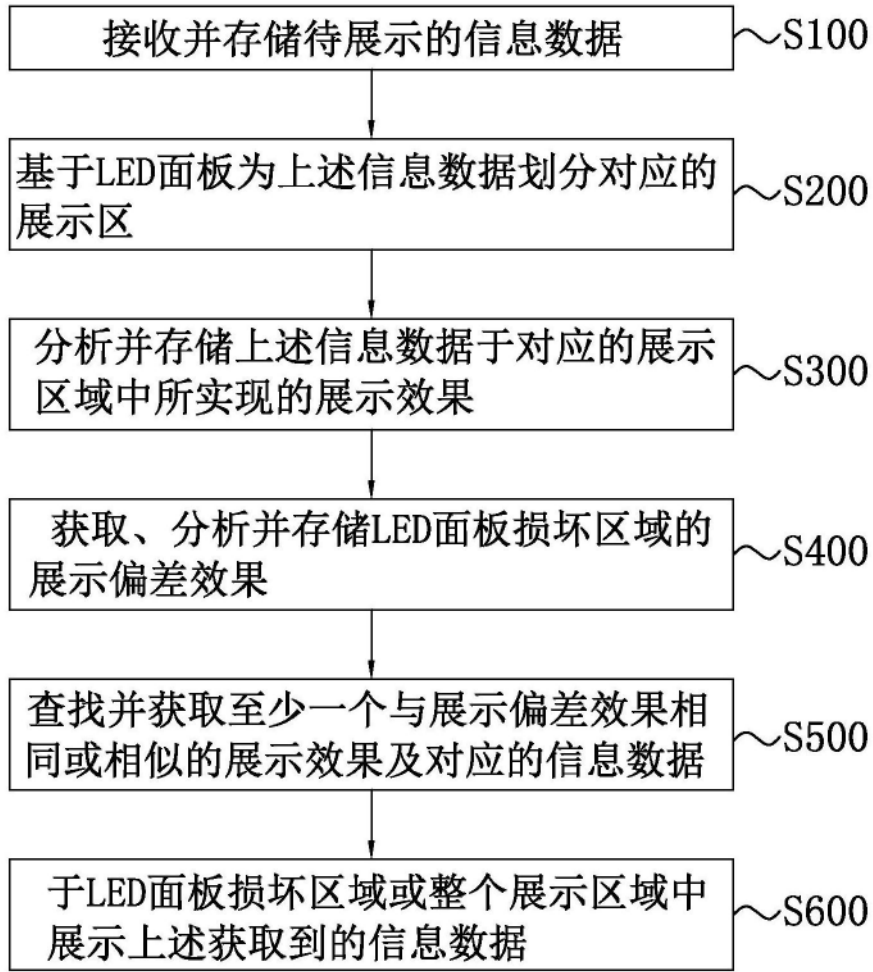 接收并存储待展示的信息数据
S100
基于LED面板为上述信息数据划分对应的
展示区
S200
分析并存储上述信息数据于对应的展示
区域中所实现的展示效果
S300
获取、分析并存储LED面板损坏区域的
展示偏差效果
S400
查找并获取至少一个与展示偏差效果相
同或相似的展示效果及对应的信息数据
S500
于LED面板损坏区域或整个展示区域中
展示上述获取到的信息数据
S600